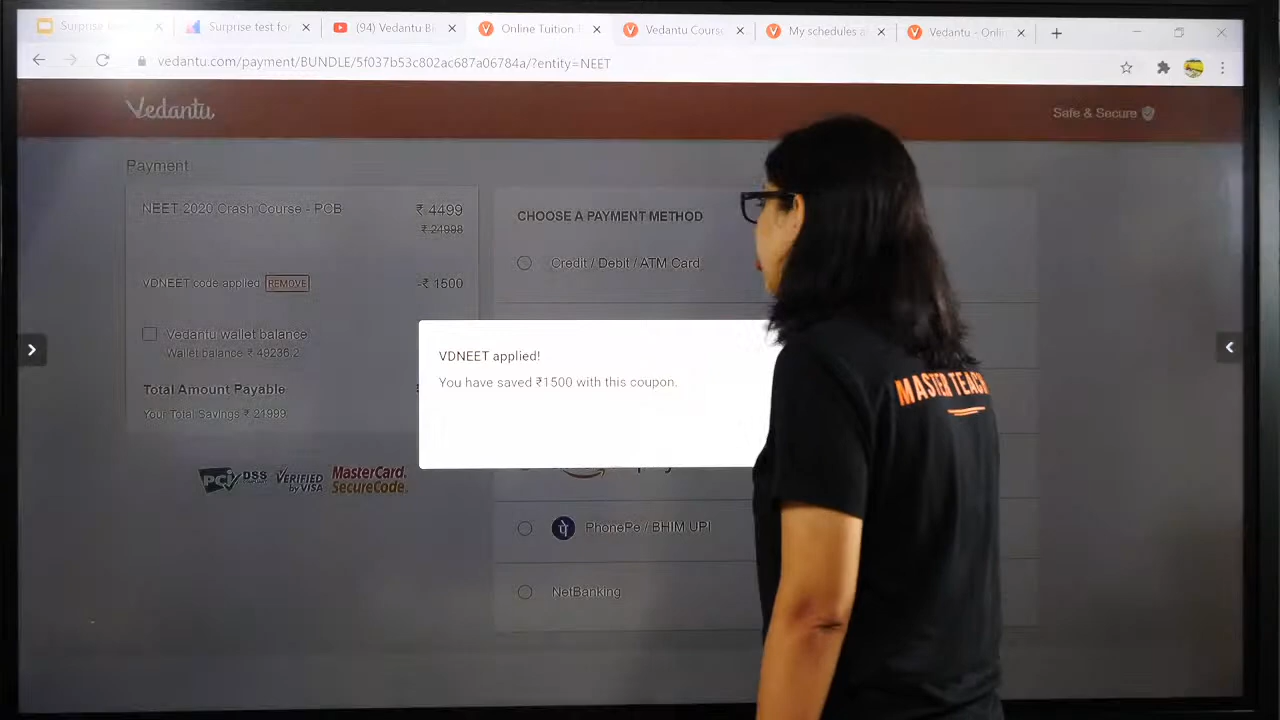 Surprise
Surprise test for
(94) Vedantu Bi
Online Tuition
Vedantu Cours
My schedules a
Vedantu - Onli
vedantu.com/payment/BUNDLE/5f037b53c802ac687a06784a/?entity=NEET
Vedantu
Safe & Secure
Payment
NEET 2020 Crash Course - PCB
₹ 4499
₹ 24998
VDNEET code applied REMOVE
-₹ 1500
Vedantu wallet balance
Wallet balance ₹ 49236.2
Total Amount Payable
Your Total Savings ₹ 21999
PCI DSS
VERIFIED by VISA
MasterCard. SecureCode.
CHOOSE A PAYMENT METHOD
Credit / Debit / ATM Card
VDNEET applied!
You have saved ₹1500 with this coupon.
पे PhonePe / BHIM UPI
NetBanking
MASTER TEAC